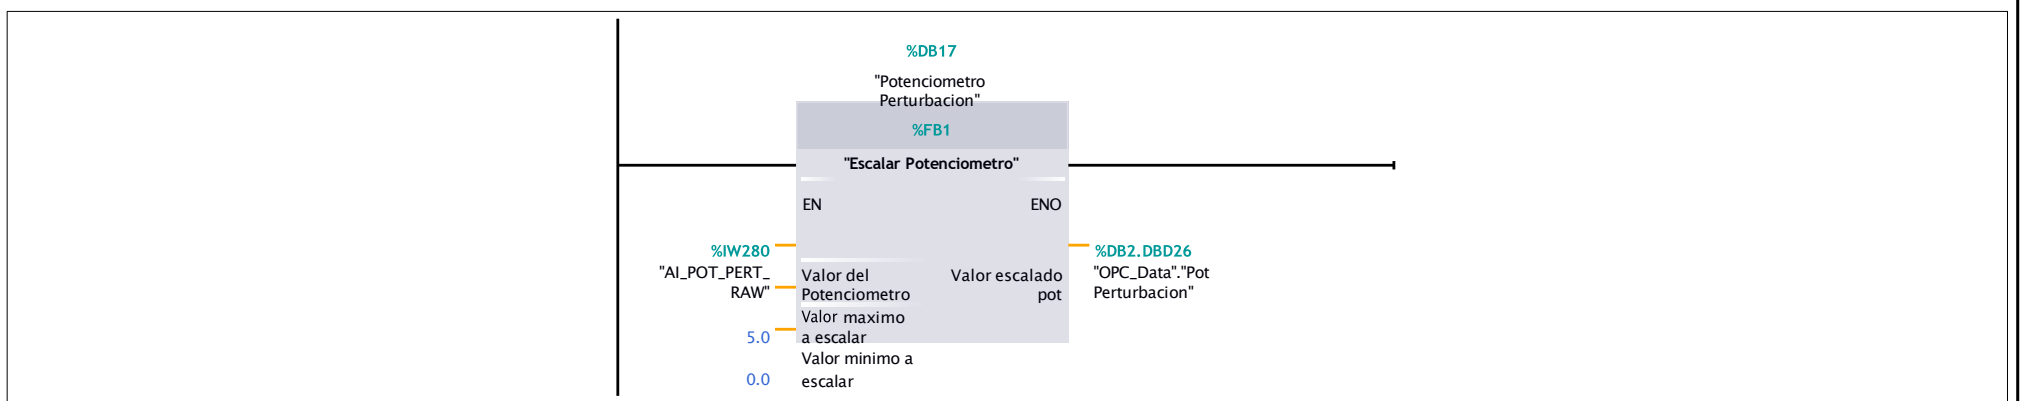 %DB17
"Potenciometro
Perturbacion"
%FB1
"Escalar Potenciometro"
EN ENO
%IW280 %DB2.DBD26
"AI_POT_PERT_ Valor del Valor escalado "OPC_Data"."Pot
RAW" Potenciometro pot Perturbacion"
Valor maximo
5.0 a escalar
Valor minimo a
0.0 escalar